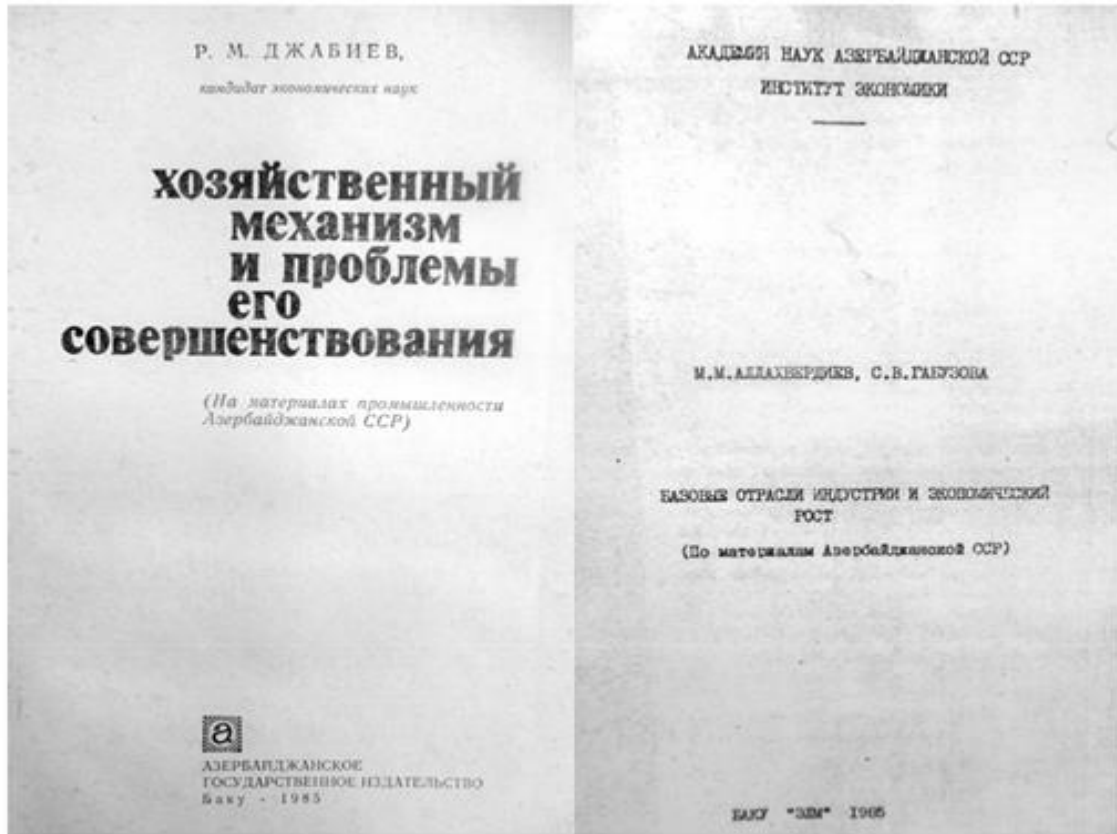 Р. М. ДЖАБИЕВ,
кандидат экономических наук
хозяйственный
механизм
и проблемы
его
совершенствования
(На материалах промышленности
Азербайджанской ССР)
а
АЗЕРБАЙДЖАНСКОЕ
ГОСУДАРСТВЕННОЕ ИЗДАТЕЛЬСТВО
Баку - 1985
АКАДЕМИЯ НАУК АЗЕРБАЙДЖАНСКОЙ ССР
ИНСТИТУТ ЭКОНОМИКИ
М.М.АЛЛАХВЕРДИЕВ, С.В.ГАБУЗОВА
БАЗОВЫЕ ОТРАСЛИ ИНДУСТРИИ И ЭКОНОМИЧЕСКИЙ
РОСТ
(По материалам Азербайджанской ССР)
БАКУ "ЭЛМ" 1985